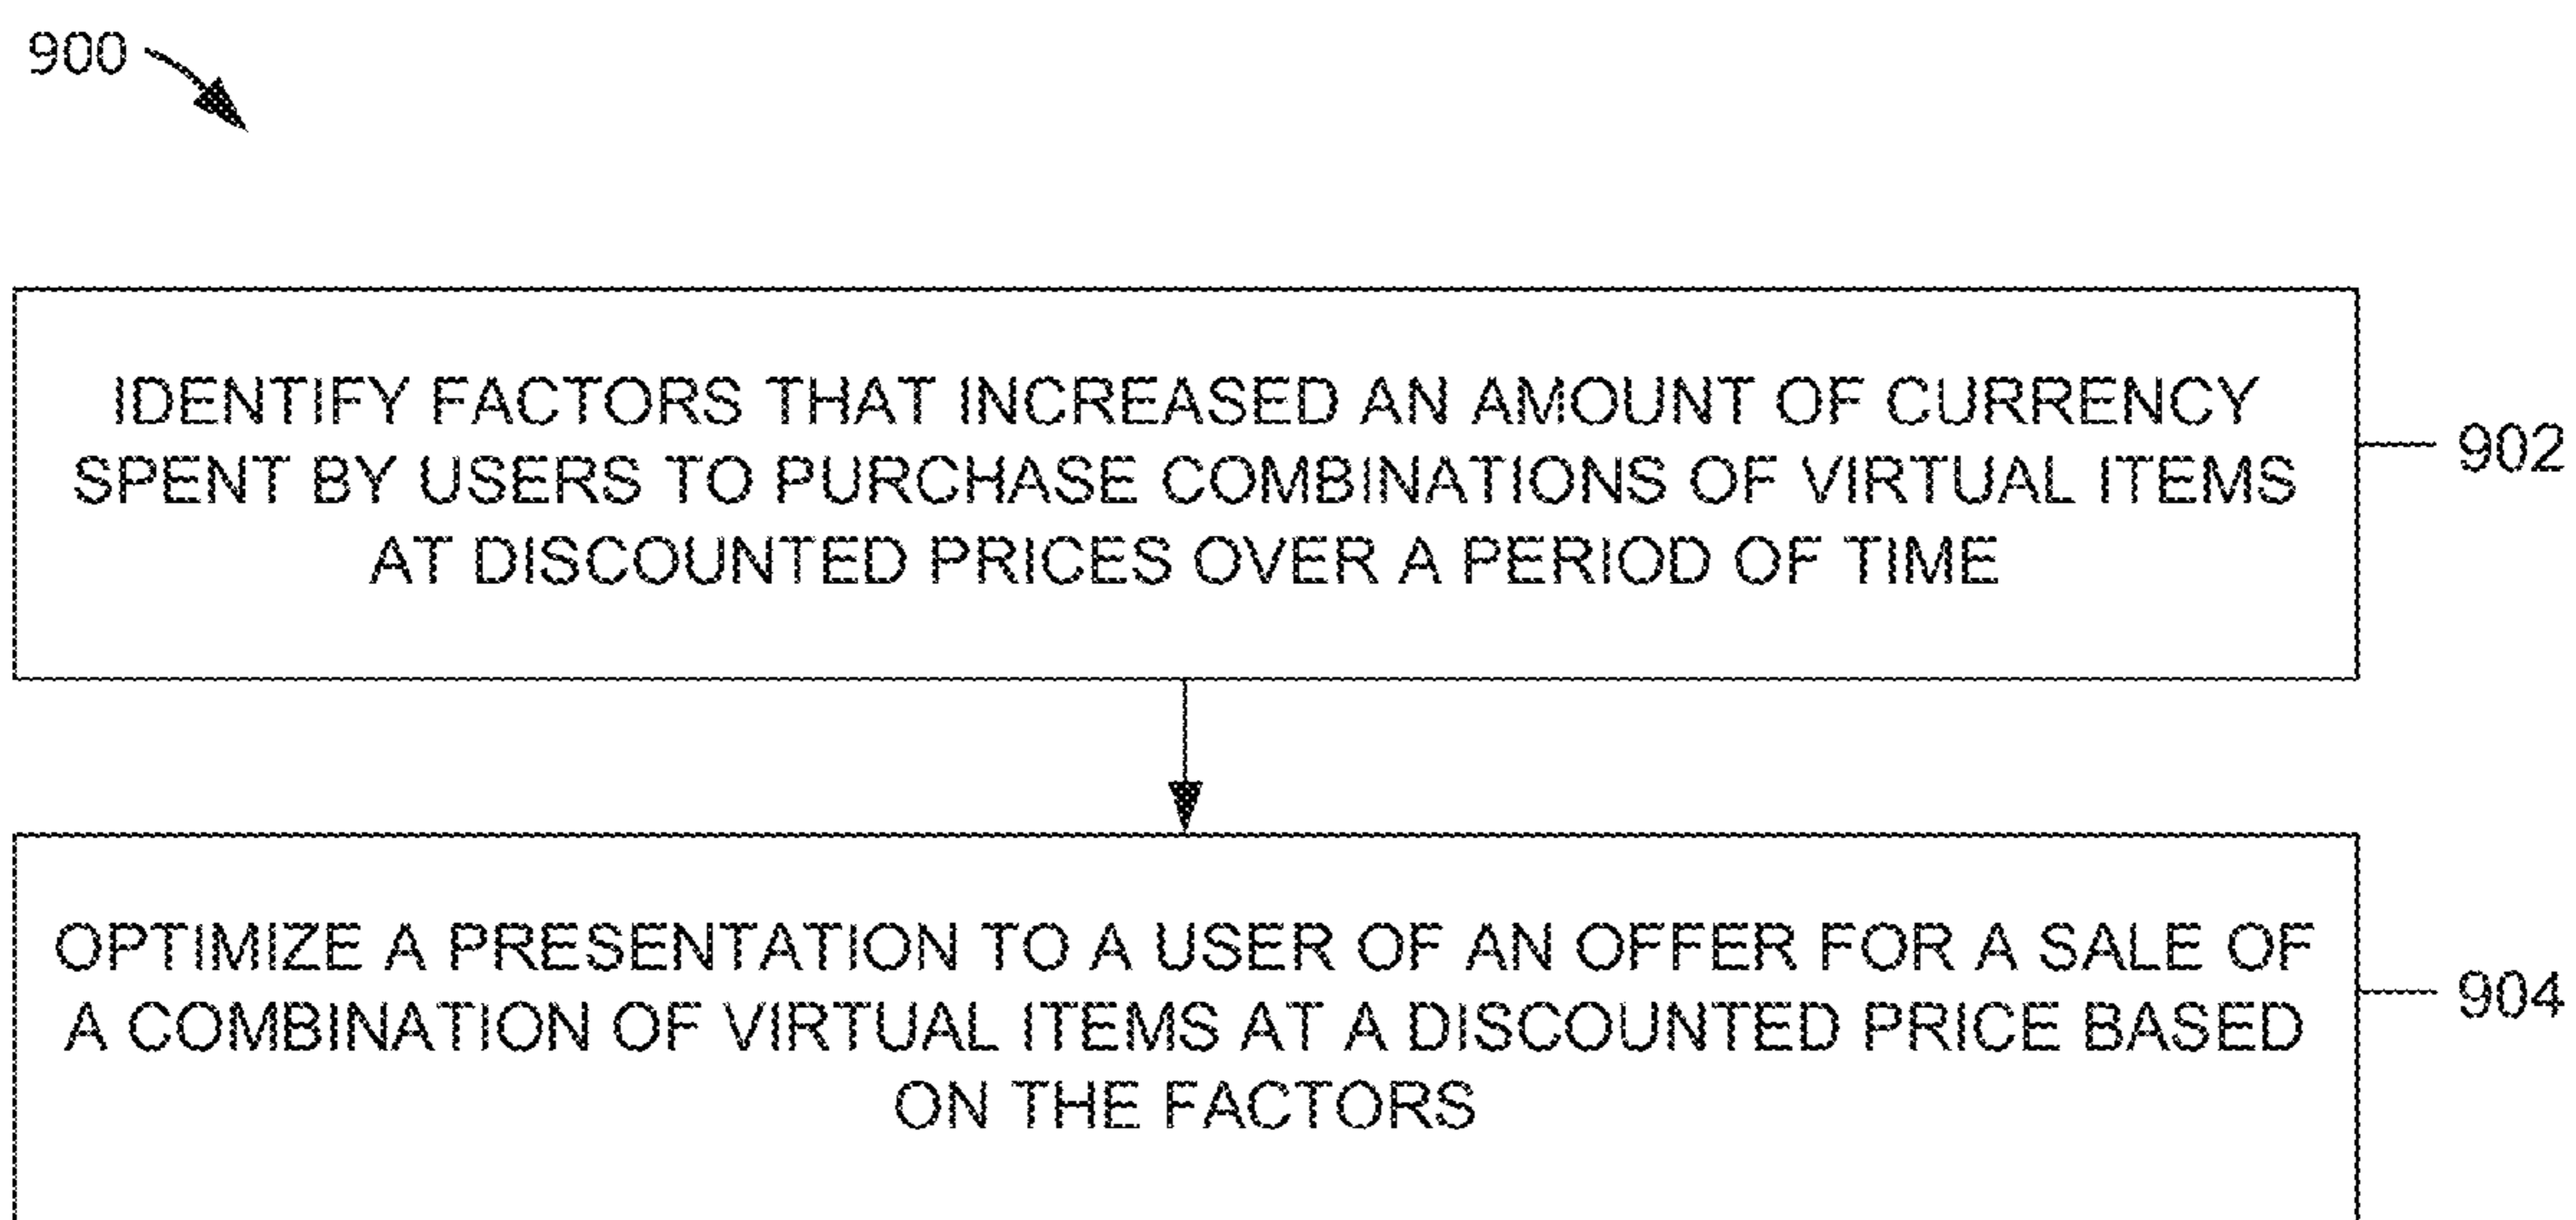 900
IDENTIFY FACTORS THAT INCREASED AN AMOUNT OF CURRENCY
SPENT BY USERS TO PURCHASE COMBINATIONS OF VIRTUAL ITEMS
AT DISCOUNTED PRICES OVER A PERIOD OF TIME
902
OPTIMIZE A PRESENTATION TO A USER OF AN OFFER FOR A SALE OF
A COMBINATION OF VIRTUAL ITEMS AT A DISCOUNTED PRICE BASED
ON THE FACTORS
904